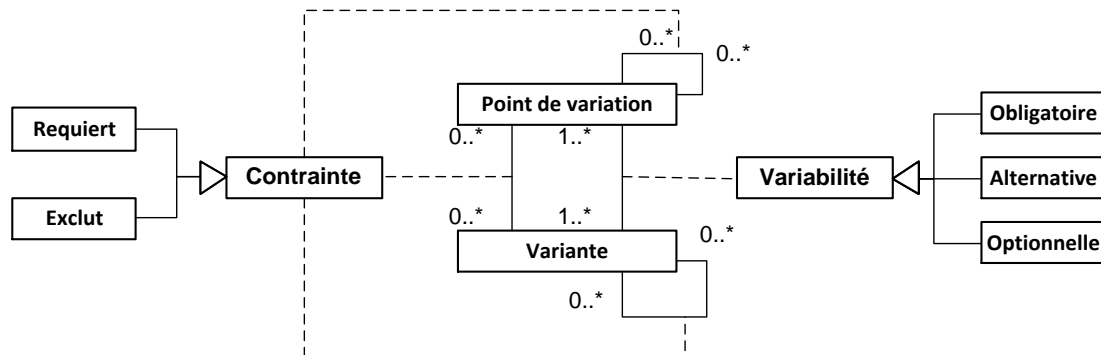 0..*
0..*
Point de variation
Obligatoire
Requiert
0..*
1..*
Contrainte
Variabilité
Alternative
Exclut
0..*
1..*
0..*
Variante
Optionnelle
0..*